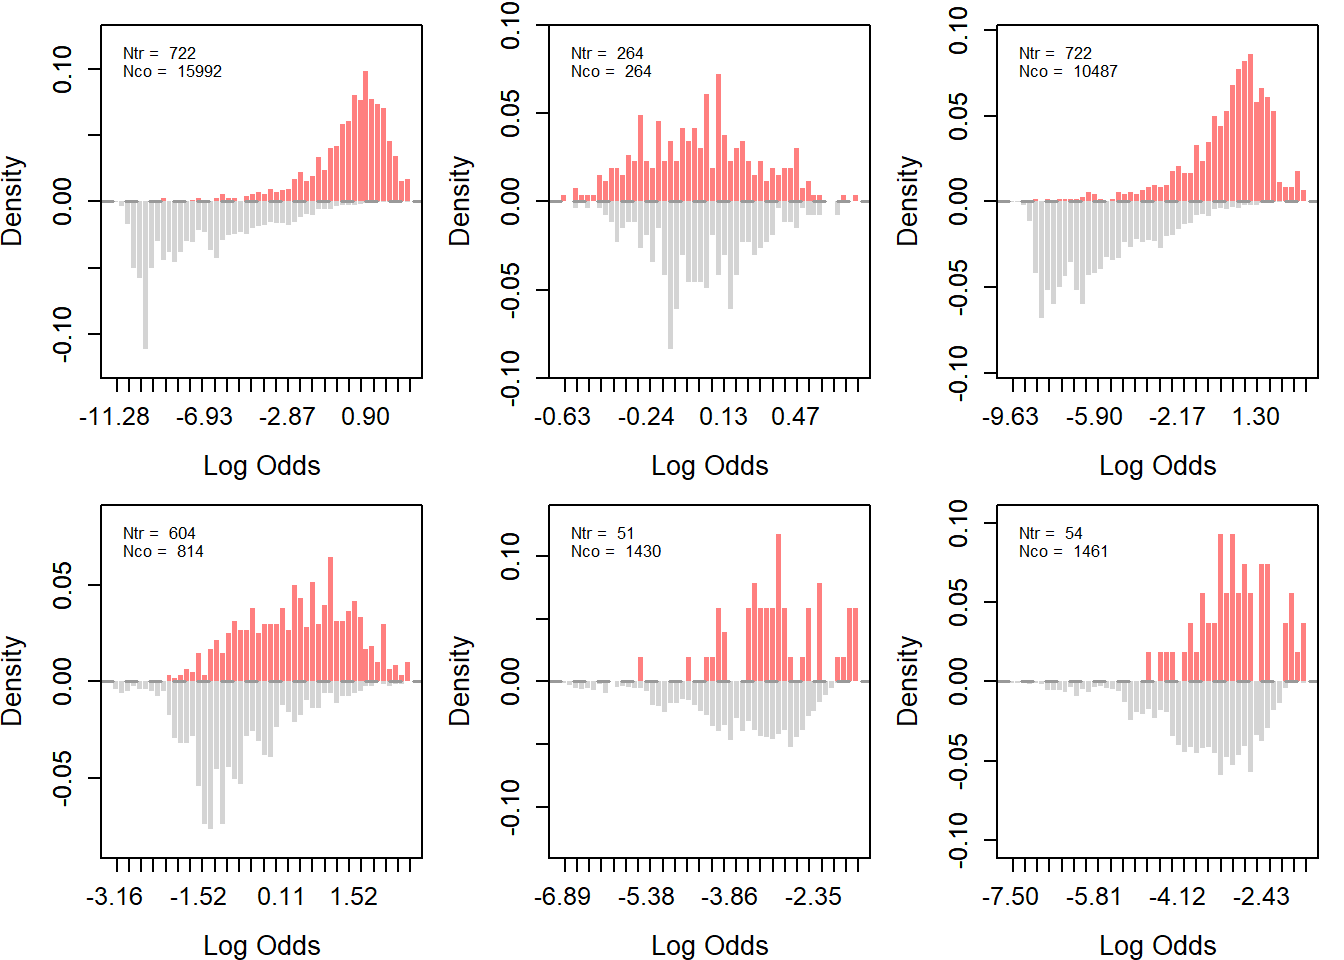 Ntr = 722
Nco = 15992
0.10
0.00
-0.10
Density
-11.28 -6.93 -2.87 0.90
Log Odds
Ntr = 264
Nco = 264
0.10
0.05
0.00
-0.05
-0.10
Density
-0.63 -0.24 0.13 0.47
Log Odds
Ntr = 722
Nco = 10487
0.10
0.05
0.00
-0.05
-0.10
Density
-9.63 -5.90 -2.17 1.30
Log Odds
Ntr = 604
Nco = 814
0.05
0.00
-0.05
Density
-3.16 -1.52 0.11 1.52
Log Odds
Ntr = 51
Nco = 1430
0.10
0.00
-0.10
Density
-6.89 -5.38 -3.86 -2.35
Log Odds
Ntr = 54
Nco = 1461
0.10
0.05
0.00
-0.05
-0.10
Density
-7.50 -5.81 -4.12 -2.43
Log Odds